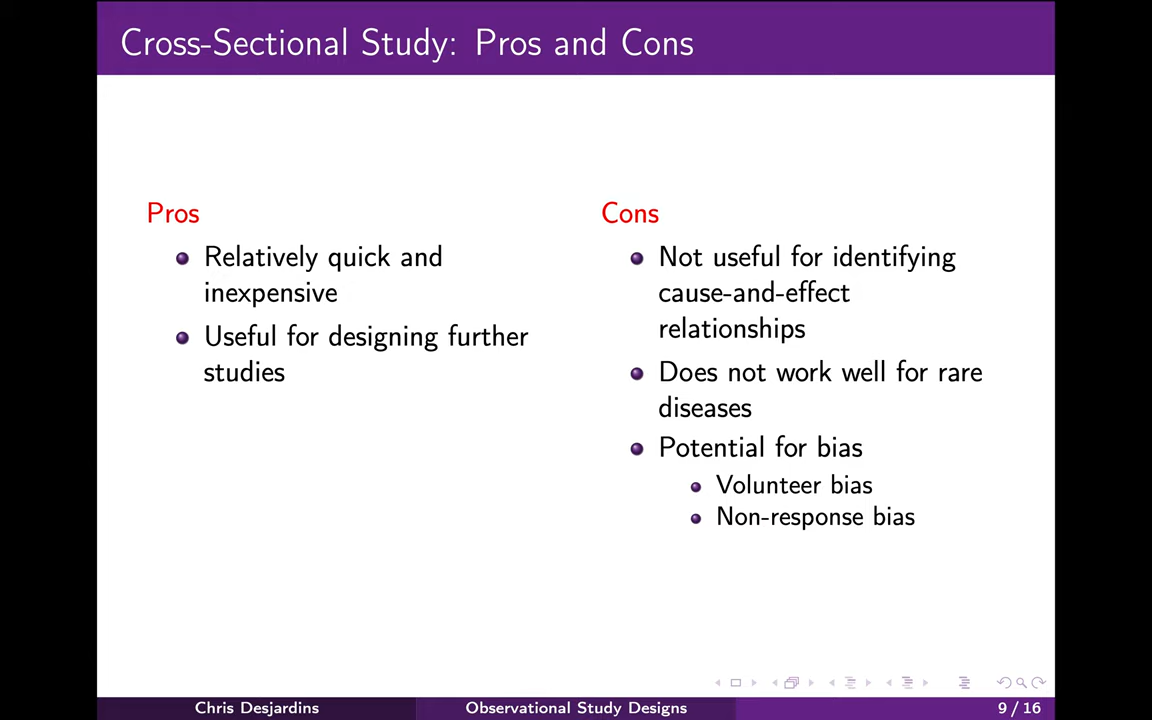 Cross-Sectional Study: Pros and Cons
Pros
Relatively quick and
inexpensive
Useful for designing further
studies
Cons
Not useful for identifying
cause-and-effect
relationships
Does not work well for rare
diseases
Potential for bias
Volunteer bias
Non-response bias
Chris Desjardins
Observational Study Designs
9 / 16